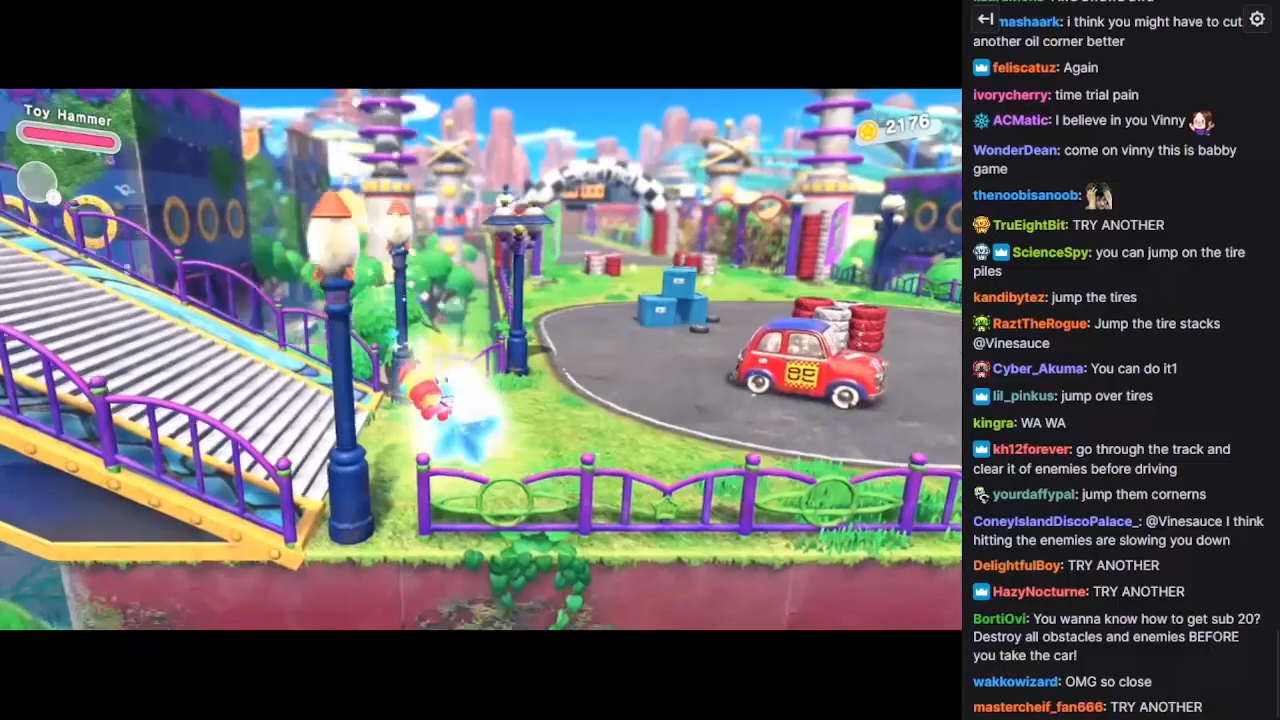 Toy Hammer
2176
mashaark: i think you might have to cut
another oil corner better
feliscatuz: Again
ivorycherry: time trial pain
ACMatic: I believe in you Vinny
WonderDean: come on vinny this is babby
game
thenoobisanoob:
TruEightBit: TRY ANOTHER
ScienceSpy: you can jump on the tire
piles
kandibytez: jump the tires
RaztTheRogue: Jump the tire stacks
@Vinesauce
Cyber_Akuma: You can do it1
lil_pinkus: jump over tires
kingra: WA WA
kh12forever: go through the track and
clear it of enemies before driving
yourdaffypal: jump them cornerns
ConeyIslandDiscoPalace_: @Vinesauce I think
hitting the enemies are slowing you down
DelightfulBoy: TRY ANOTHER
HazyNocturne: TRY ANOTHER
BortiOvi: You wanna know how to get sub 20?
Destroy all obstacles and enemies BEFORE
you take the car!
wakkowizard: OMG so close
mastercheif_fan666: TRY ANOTHER